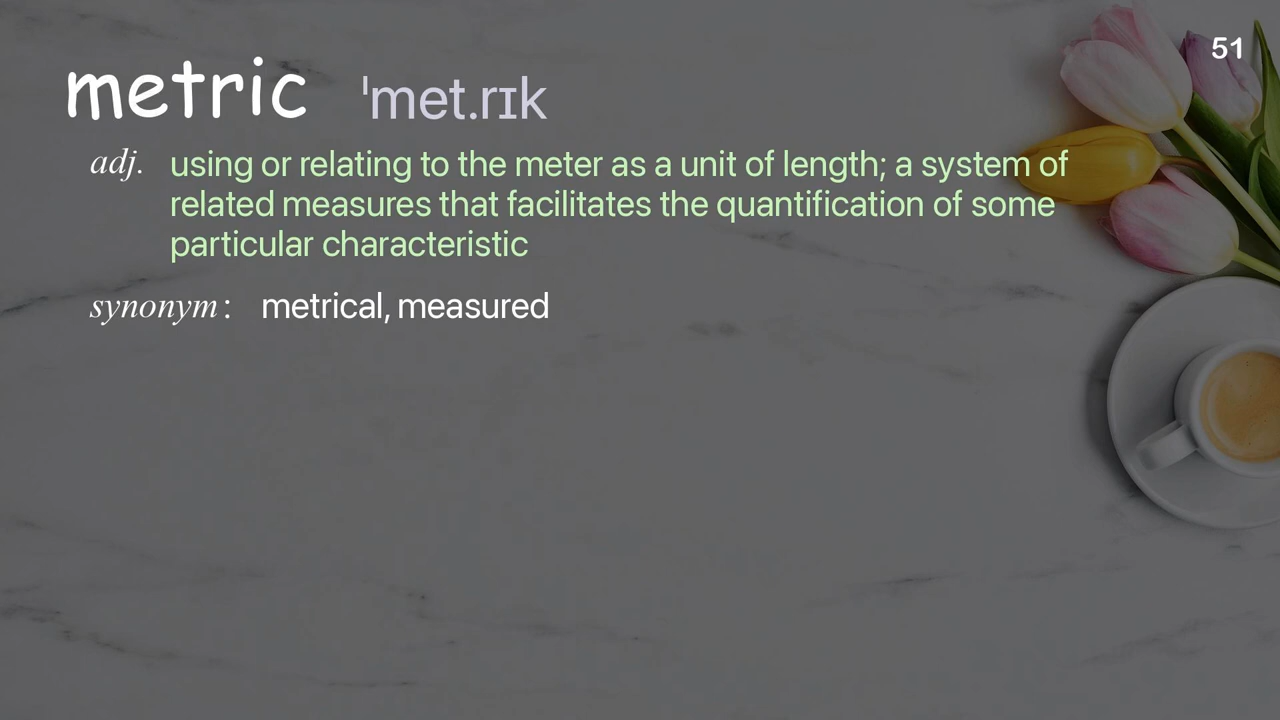 51
metric ˈmet.rɪk
adj. using or relating to the meter as a unit of length; a system of
related measures that facilitates the quantification of some
particular characteristic
synonym : metrical, measured